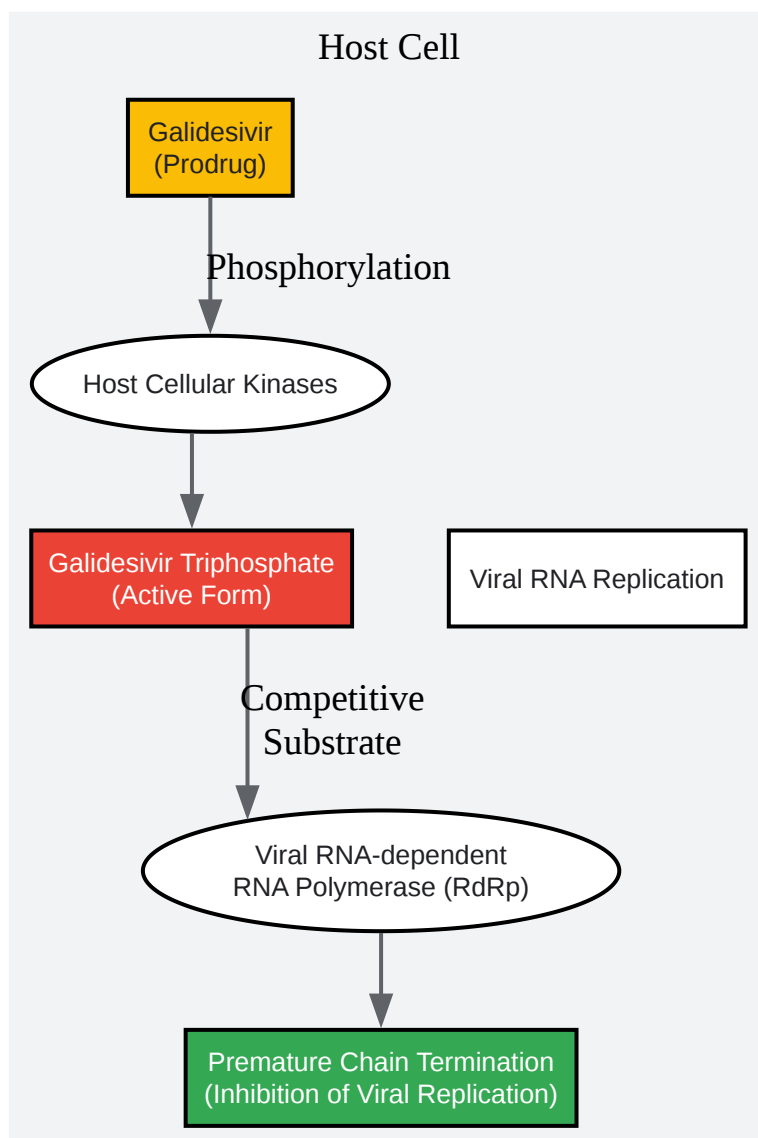 Host Cell
Galidesivir
(Prodrug)
Phosphorylation
Host Cellular Kinases
Galidesivir Triphosphate
(Active Form)
Viral RNA Replication
Competitive
Substrate
Viral RNA-dependent
RNA Polymerase (RdRp)
Premature Chain Termination
(Inhibition of Viral Replication)